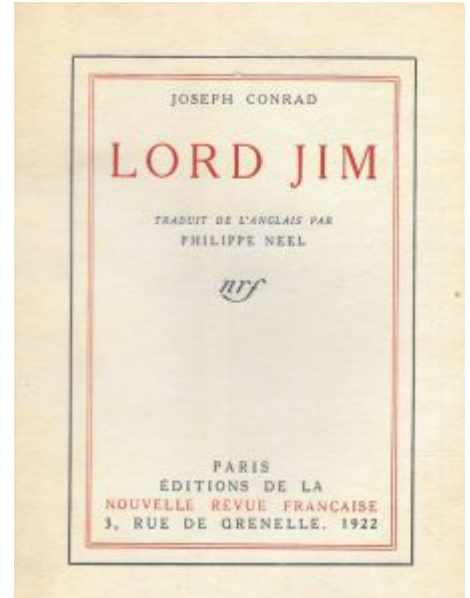 JOSEPH CONRAD
LORD JIM
TRADUIT DE L'ANGLAIS PAR
PHILIPPE NEEL
nrf
PARIS
ÉDITIONS DE LA
NOUVELLE REVUE FRANÇAISE
3, RUE DE GRENELLE. 1922